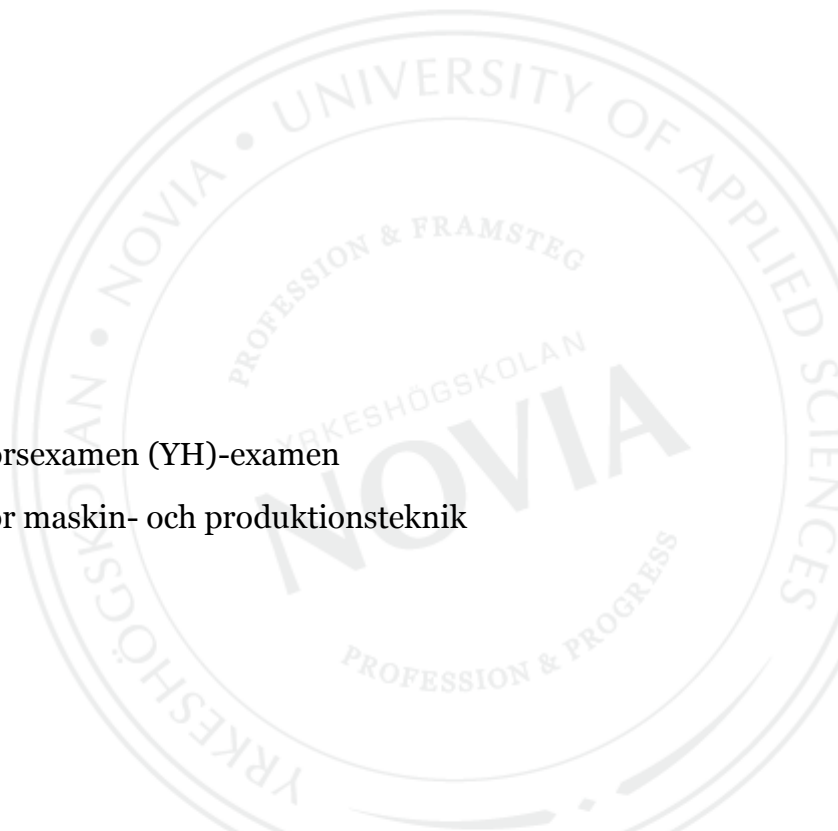 UNIVERSITY OF APPLIED SCIENCES
YRKESHÖGSKOLAN • NOVIA •
PROFESSION & FRAMSTEG
YRKESHÖGSKOLAN
NOVIA
orsexamen (YH)-examen
or maskin- och produktionsteknik
PROFESSION & PROGRESS